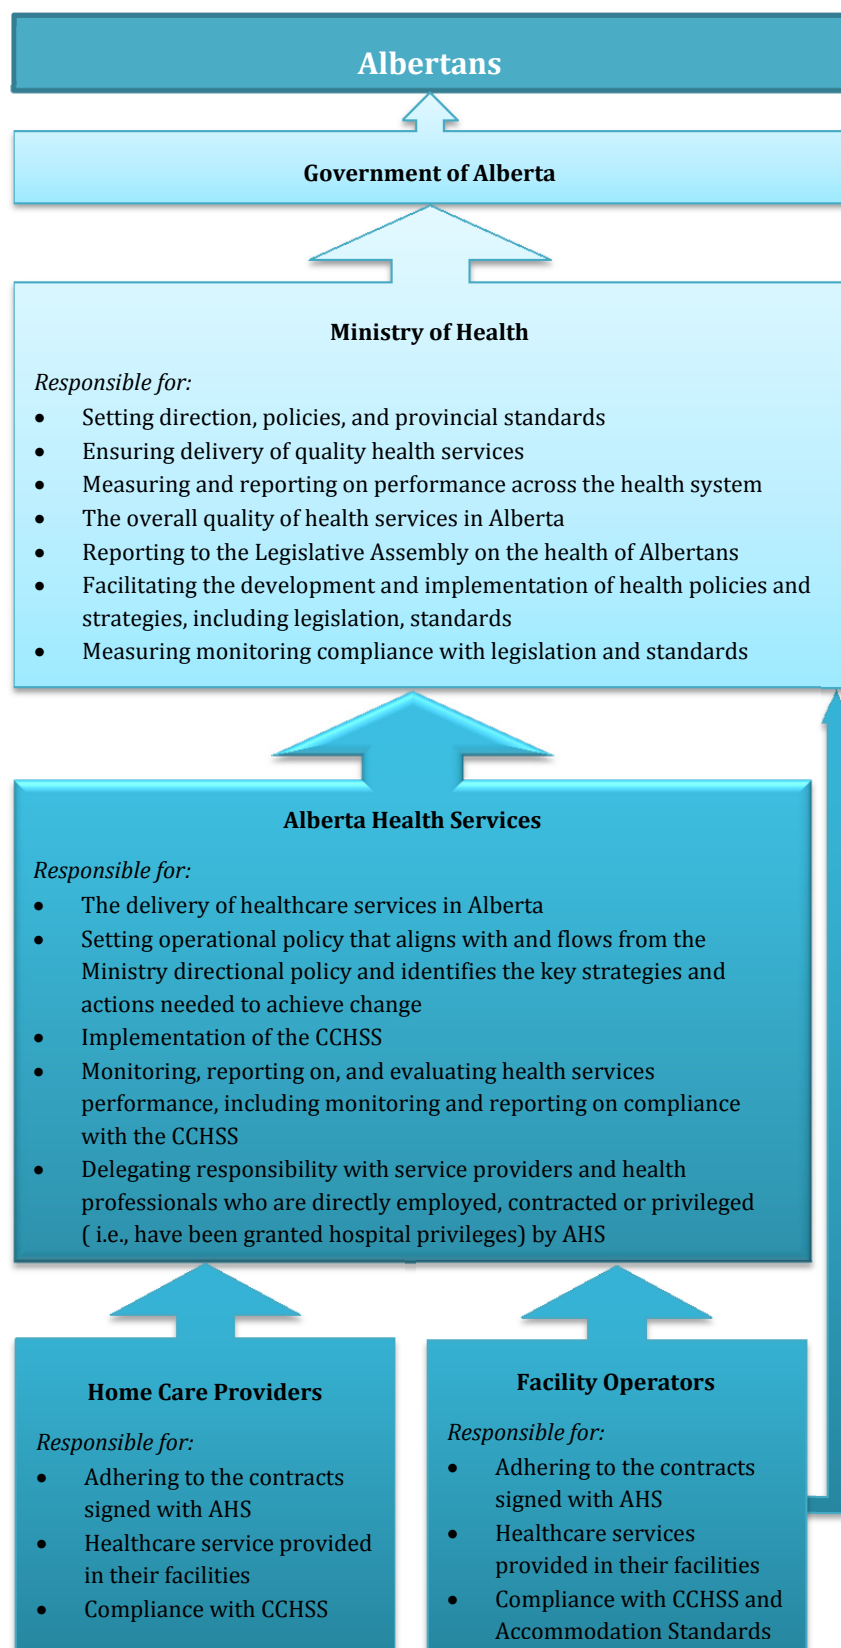 Albertans
Government of Alberta
Ministry of Health
Responsible for:
• Setting direction, policies, and provincial standards
• Ensuring delivery of quality health services
• Measuring and reporting on performance across the health system
• The overall quality of health services in Alberta
• Reporting to the Legislative Assembly on the health of Albertans
• Facilitating the development and implementation of health policies and
strategies, including legislation, standards
• Measuring monitoring compliance with legislation and standards
Alberta Health Services
Responsible for:
• The delivery of healthcare services in Alberta
• Setting operational policy that aligns with and flows from the
Ministry directional policy and identifies the key strategies and
actions needed to achieve change
• Implementation of the CCHSS
• Monitoring, reporting on, and evaluating health services
performance, including monitoring and reporting on compliance
with the CCHSS
• Delegating responsibility with service providers and health
professionals who are directly employed, contracted or privileged
( i.e., have been granted hospital privileges) by AHS
Home Care Providers
Responsible for:
• Adhering to the contracts
signed with AHS
• Healthcare service provided
in their facilities
• Compliance with CCHSS
Facility Operators
Responsible for:
• Adhering to the contracts
signed with AHS
• Healthcare services
provided in their facilities
• Compliance with CCHSS and
Accommodation Standards